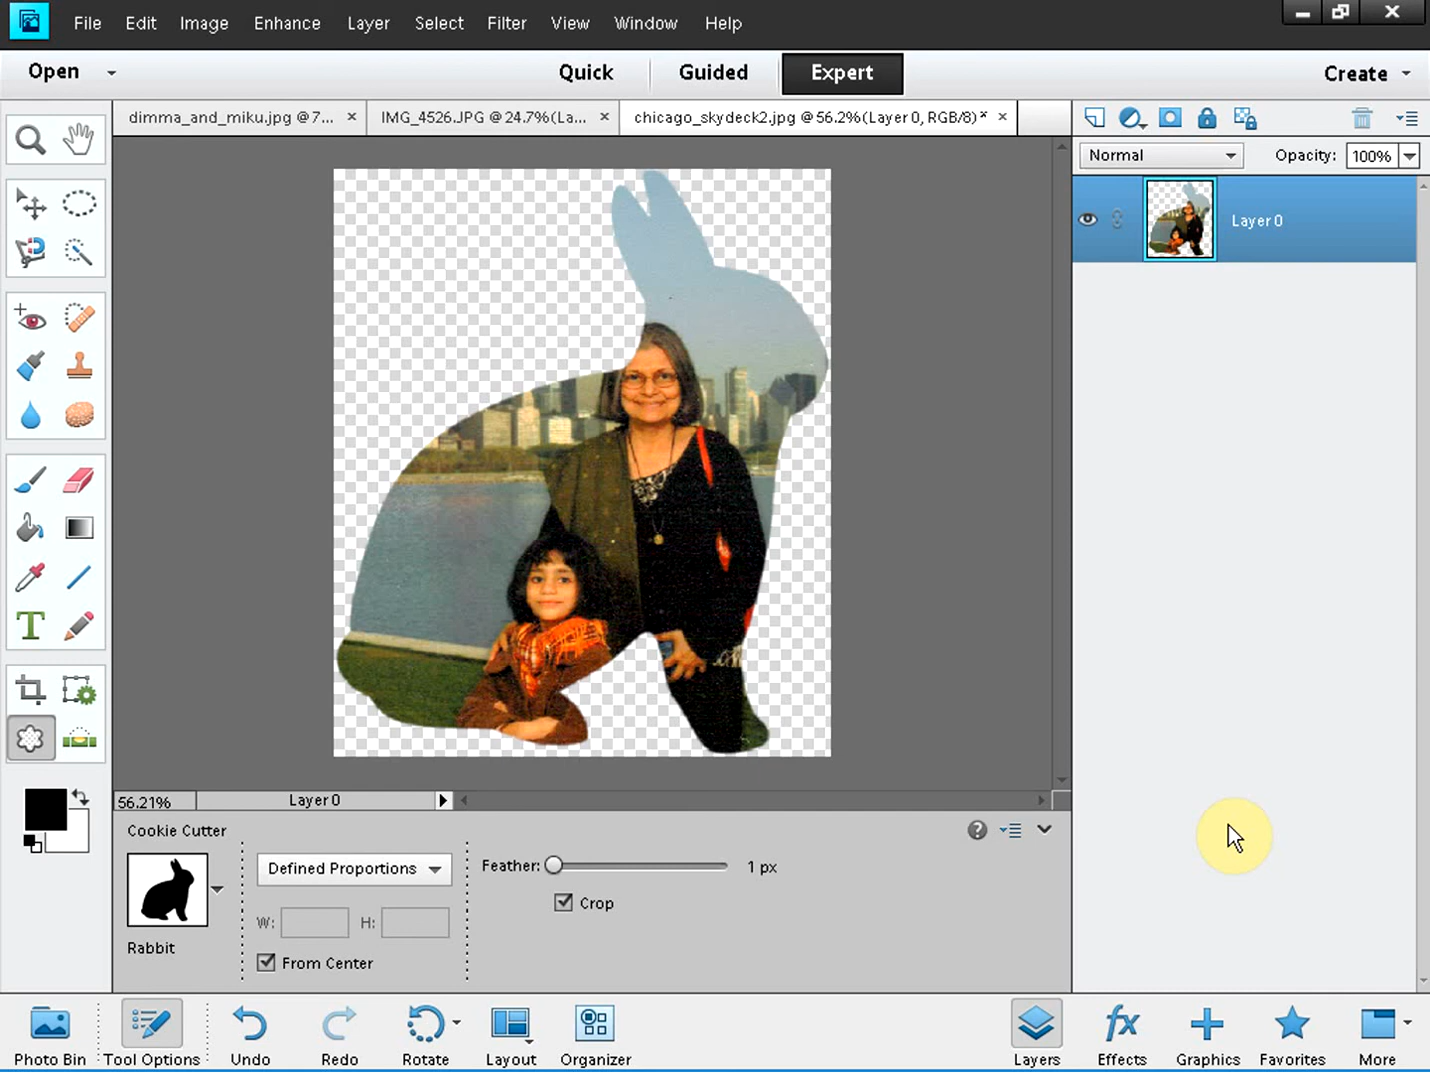 File Edit Image Enhance Layer Select Filter View Window Help
Open Quick Guided Expert Create
dimma_and_miku.jpg @ 7... × IMG_4526.JPG @ 24.7%(La... × chicago_skydeck2.jpg @ 56.2%(Layer 0, RGB/8) * ×
Normal Opacity: 100%
Layer 0
56.21% Layer 0
Cookie Cutter
Defined Proportions Feather: 1 px
W: H: Crop
Rabbit
From Center
Photo Bin Tool Options Undo Redo Rotate Layout Organizer Layers Effects Graphics Favorites More